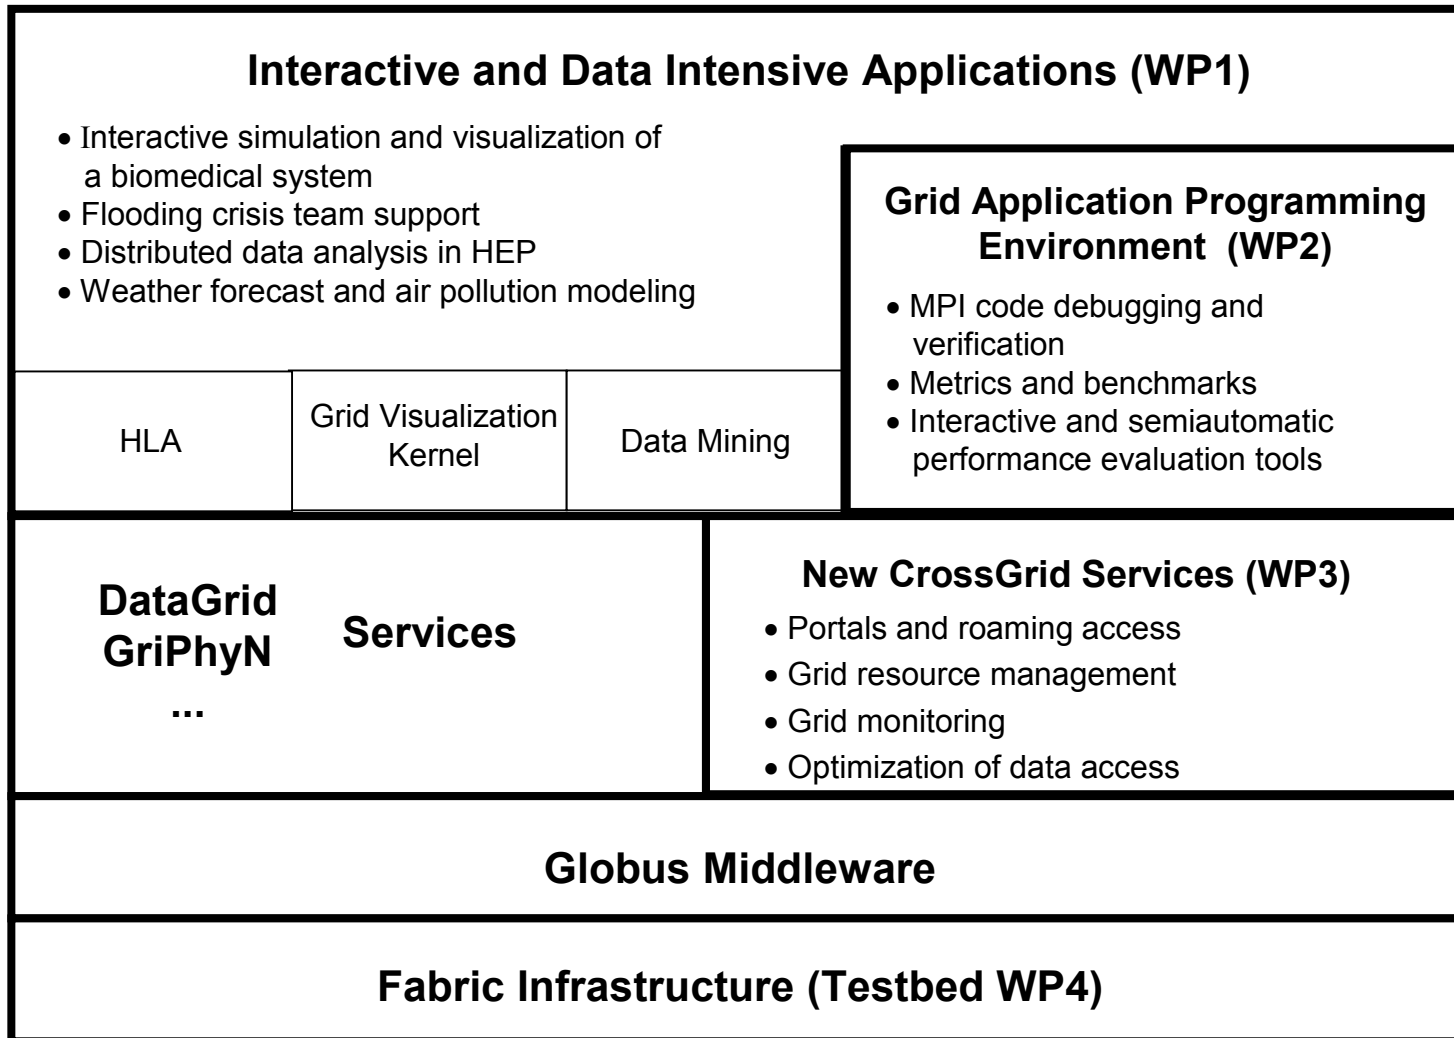 Interactive and Data Intensive Applications (WP1)
• Interactive simulation and visualization of
a biomedical system
• Flooding crisis team support
• Distributed data analysis in HEP
• Weather forecast and air pollution modeling
Grid Application Programming
Environment (WP2)
• MPI code debugging and
verification
• Metrics and benchmarks
• Interactive and semiautomatic
performance evaluation tools
HLA
Grid Visualization
Kernel
Data Mining
DataGrid
GriPhyN
...
Services
New CrossGrid Services (WP3)
• Portals and roaming access
• Grid resource management
• Grid monitoring
• Optimization of data access
Globus Middleware
Fabric Infrastructure (Testbed WP4)